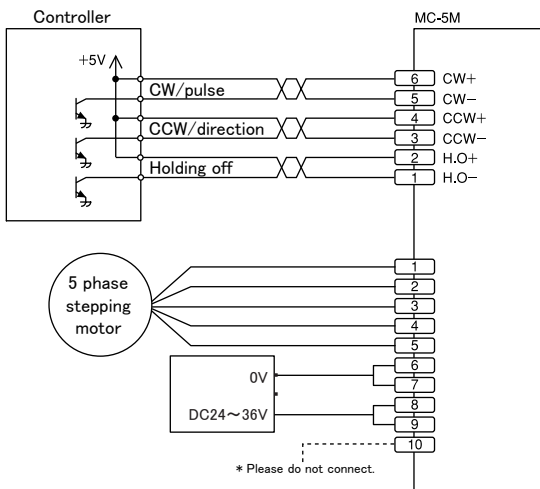 Controller
MC-5M
+5V
CW/pulse
CCW/direction
Holding off
6 CW+
5 CW−
4 CCW+
3 CCW−
2 H.O+
1 H.O−
5 phase
stepping
motor
1
2
3
4
5
6
7
8
9
10
0V
DC24～36V
* Please do not connect.